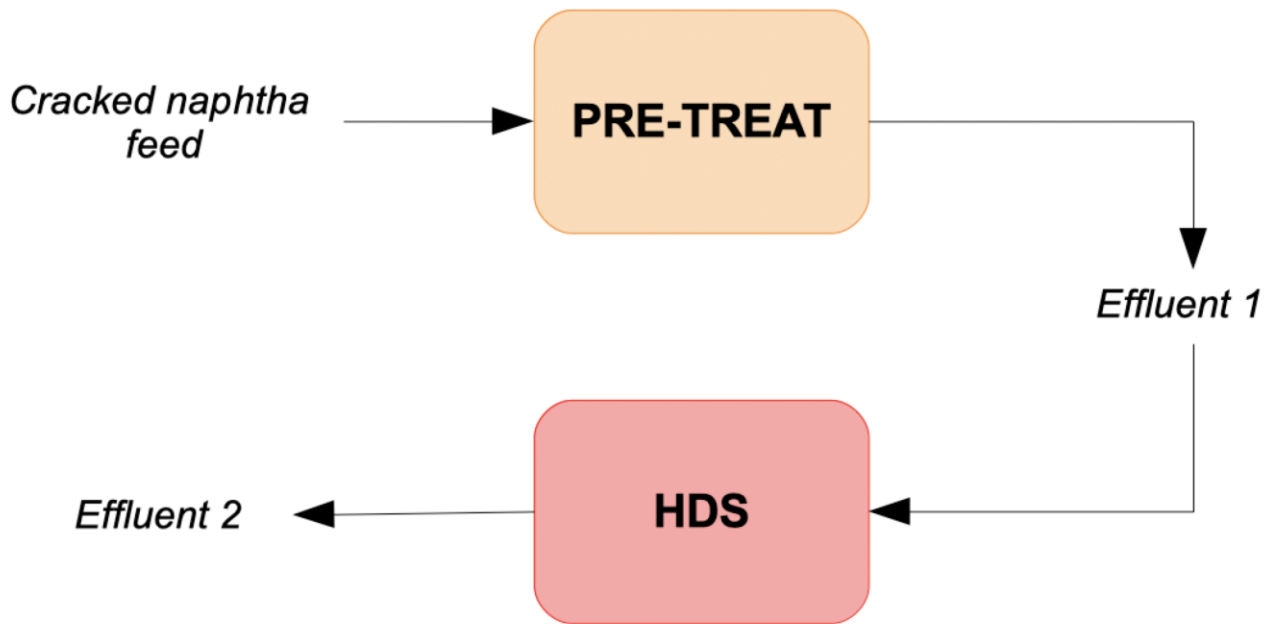 Cracked naphtha
feed
PRE-TREAT
Effluent 1
HDS
Effluent 2